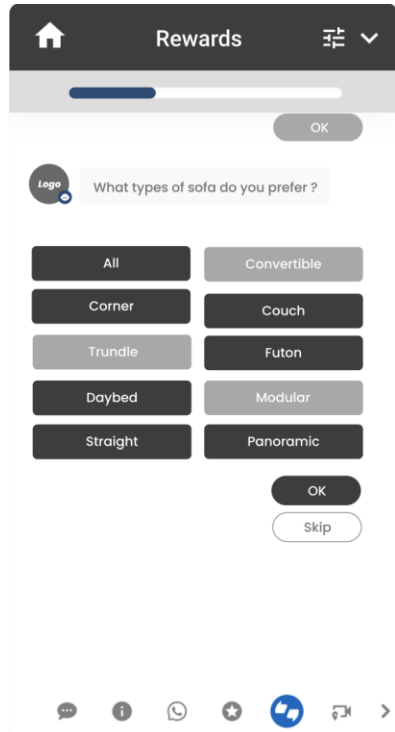 Rewards
OK
Logo
What types of sofa do you prefer ?
All
Convertible
Corner
Couch
Trundle
Futon
Daybed
Modular
Straight
Panoramic
OK
Skip